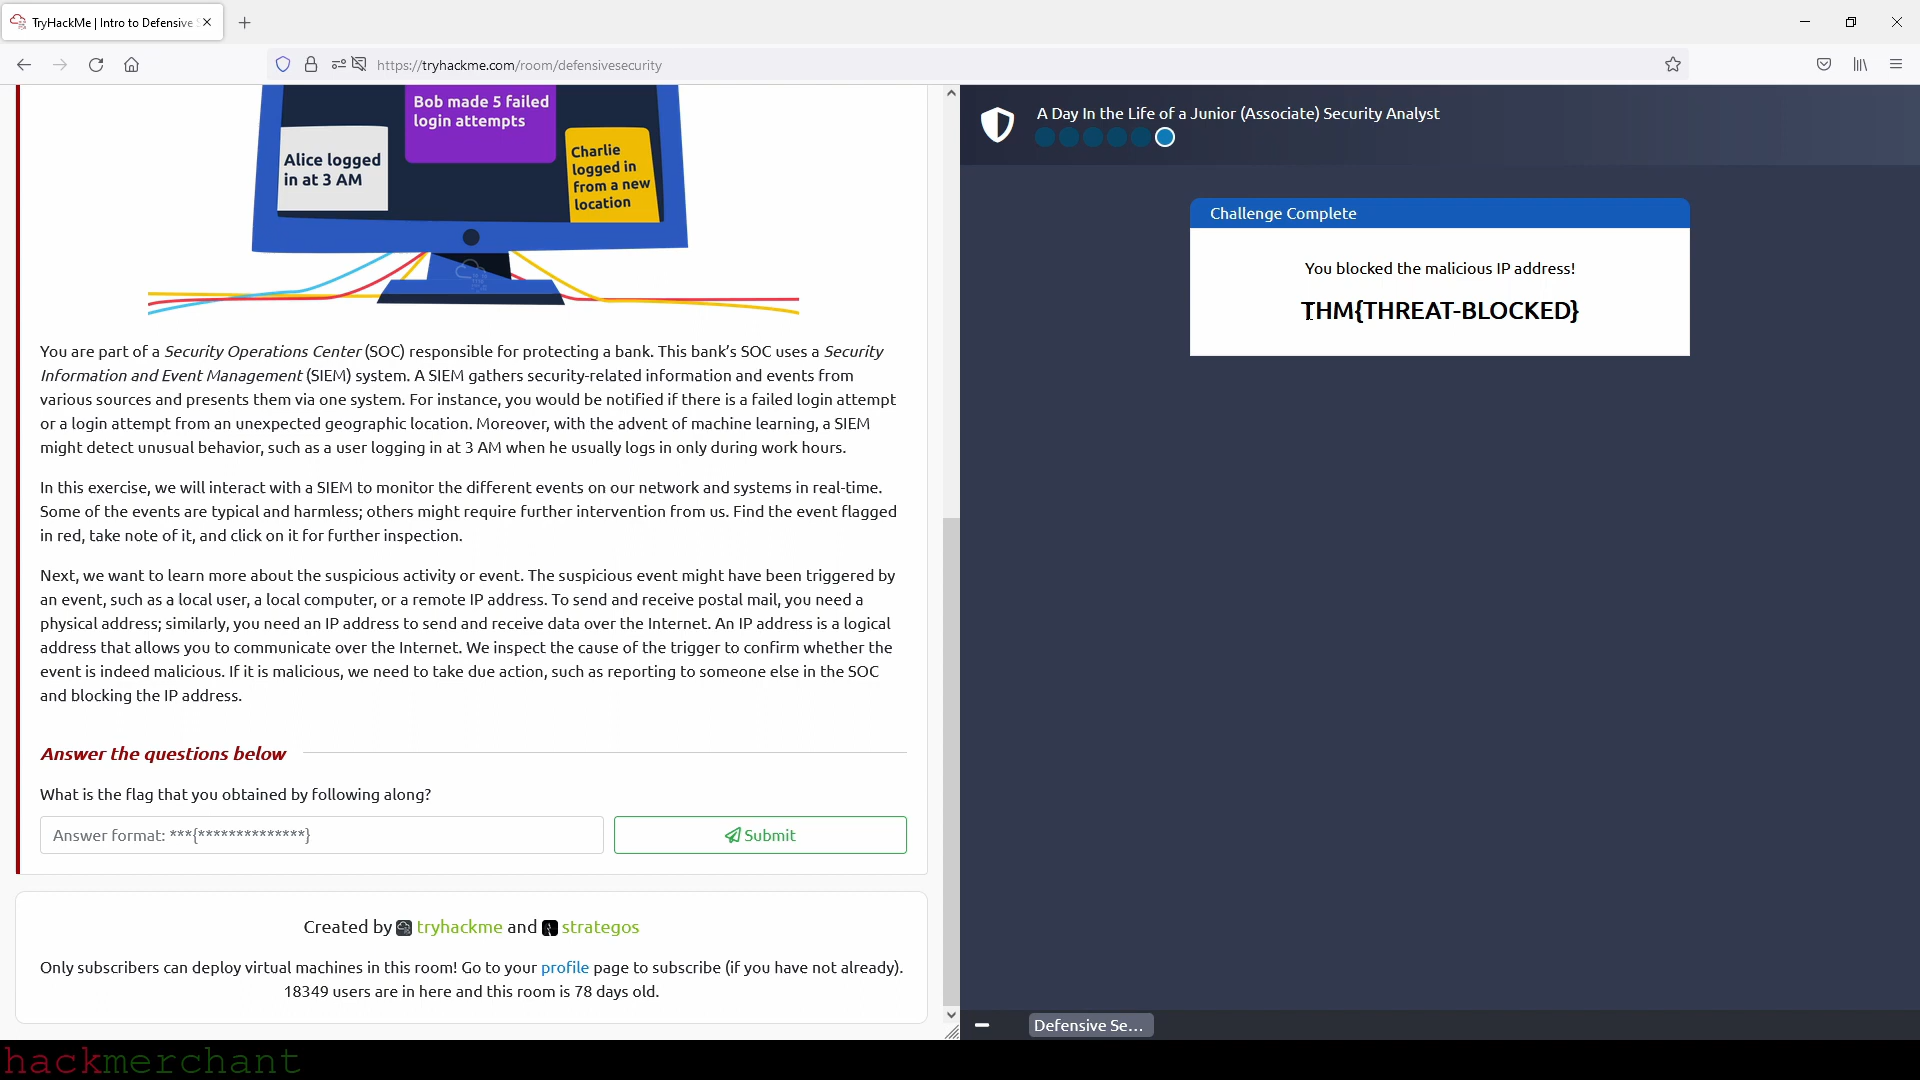 TryHackMe | Intro to Defensive S
https://tryhackme.com/room/defensivesecurity
Bob made 5 failed
login attempts
Alice logged
in at 3 AM
Charlie
logged in
from a new
location
You are part of a Security Operations Center (SOC) responsible for protecting a bank. This bank’s SOC uses a Security
Information and Event Management (SIEM) system. A SIEM gathers security-related information and events from
various sources and presents them via one system. For instance, you would be notified if there is a failed login attempt
or a login attempt from an unexpected geographic location. Moreover, with the advent of machine learning, a SIEM
might detect unusual behavior, such as a user logging in at 3 AM when he usually logs in only during work hours.
In this exercise, we will interact with a SIEM to monitor the different events on our network and systems in real-time.
Some of the events are typical and harmless; others might require further intervention from us. Find the event flagged
in red, take note of it, and click on it for further inspection.
Next, we want to learn more about the suspicious activity or event. The suspicious event might have been triggered by
an event, such as a local user, a local computer, or a remote IP address. To send and receive postal mail, you need a
physical address; similarly, you need an IP address to send and receive data over the Internet. An IP address is a logical
address that allows you to communicate over the Internet. We inspect the cause of the trigger to confirm whether the
event is indeed malicious. If it is malicious, we need to take due action, such as reporting to someone else in the SOC
and blocking the IP address.
Answer the questions below
What is the flag that you obtained by following along?
Answer format: ***{**************}
Submit
Created by tryhackme and strategos
Only subscribers can deploy virtual machines in this room! Go to your profile page to subscribe (if you have not already).
18349 users are in here and this room is 78 days old.
A Day In the Life of a Junior (Associate) Security Analyst
Challenge Complete
You blocked the malicious IP address!
THM{THREAT-BLOCKED}
Defensive Se...
hackmerchant